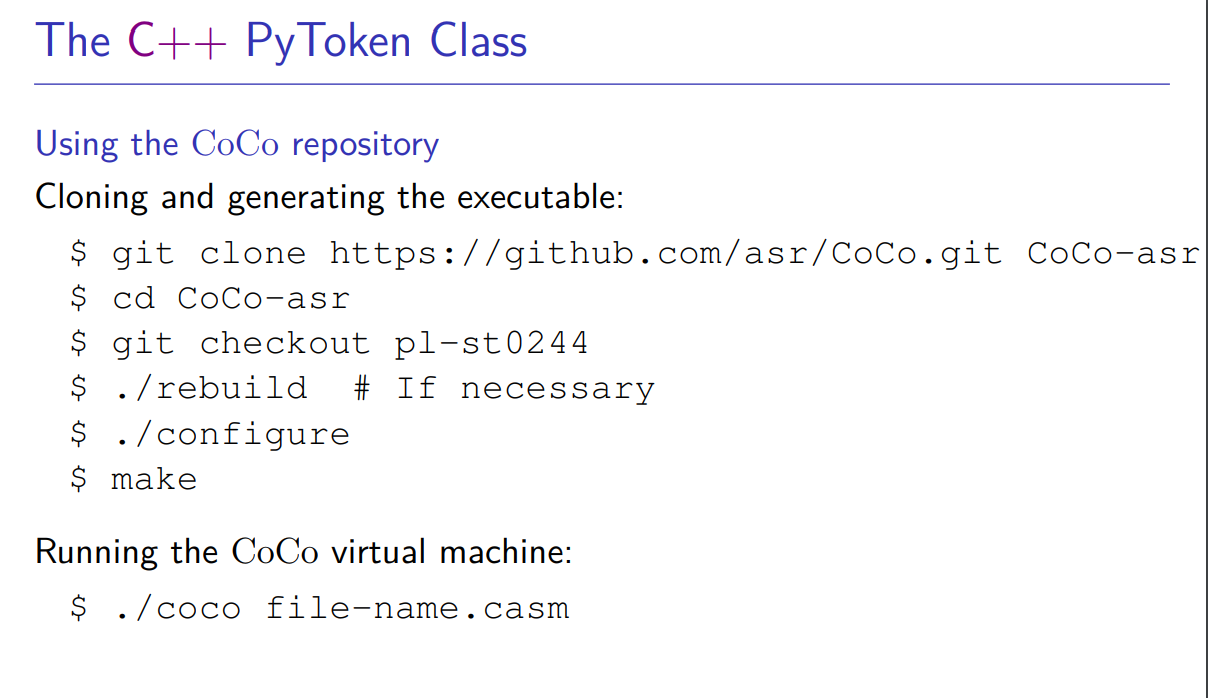 The C++ PyToken Class
Using the CoCo repository
Cloning and generating the executable:
$ git clone https://github.com/asr/CoCo.git CoCo-asr
$ cd CoCo-asr
$ git checkout pl-st0244
$ ./rebuild  # If necessary
$ ./configure
$ make
Running the CoCo virtual machine:
$ ./coco file-name.casm